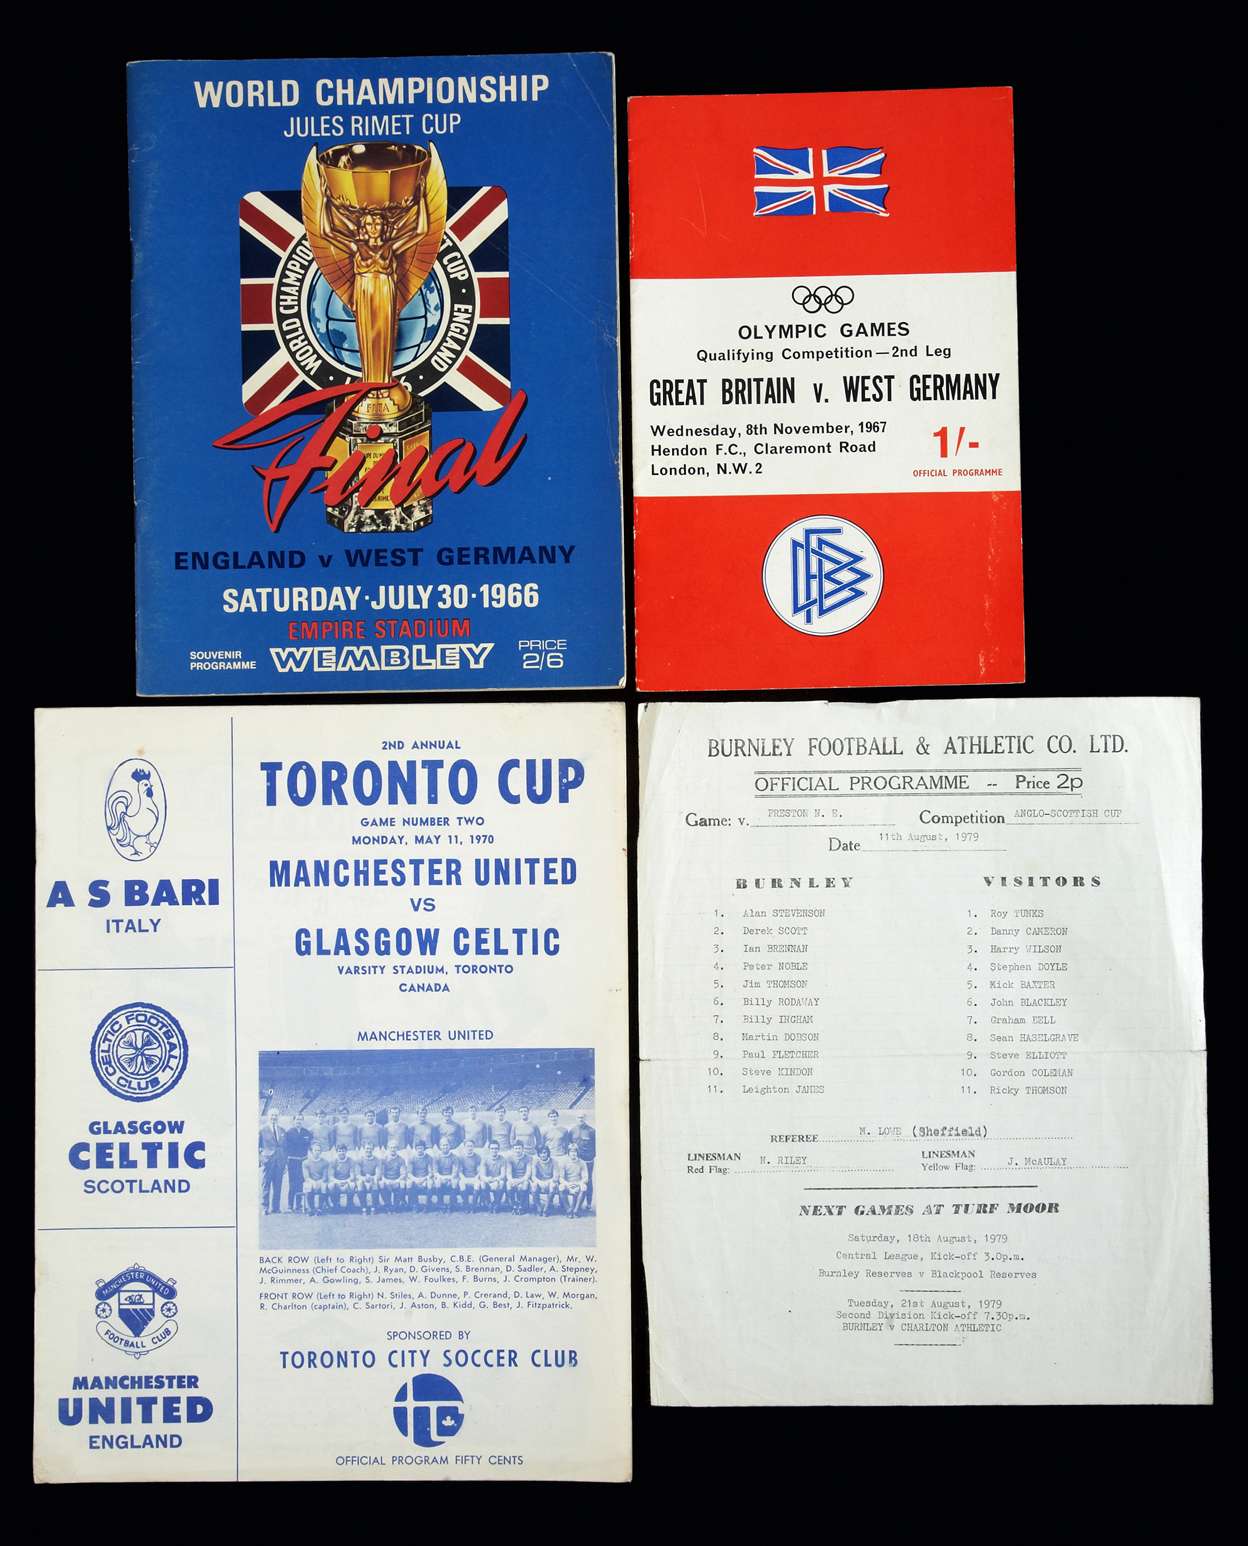 WORLD CHAMPIONSHIP
JULES RIMET CUP
WORLD CHAMPION
T CUP · ENGLAND ·
FIFA
Final
ENGLAND v WEST GERMANY
SATURDAY · JULY 30 · 1966
EMPIRE STADIUM
SOUVENIR
PROGRAMME
WEMBLEY
PRICE
2/6
OLYMPIC GAMES
Qualifying Competition — 2nd Leg
GREAT BRITAIN v. WEST GERMANY
Wednesday, 8th November, 1967
Hendon F.C., Claremont Road
London, N.W.2
1/-
OFFICIAL PROGRAMME
DFB
A S BARI
ITALY
CELTIC FOOTBALL
CLUB
GLASGOW
CELTIC
SCOTLAND
MANCHESTER UNITED
FOOTBALL CLUB
MANCHESTER
UNITED
ENGLAND
2ND ANNUAL
TORONTO CUP
GAME NUMBER TWO
MONDAY, MAY 11, 1970
MANCHESTER UNITED
VS
GLASGOW CELTIC
VARSITY STADIUM, TORONTO
CANADA
MANCHESTER UNITED
BACK ROW (Left to Right) Sir Matt Busby, C.B.E. (General Manager), Mr. W.
McGuinness (Chief Coach), J. Ryan, D. Givens, S. Brennan, D. Sadler, A. Stepney,
J. Rimmer, A. Gowling, S. James, W. Foulkes, F. Burns, J. Crompton (Trainer).
FRONT ROW (Left to Right) N. Stiles, A. Dunne, P. Crerand, D. Law, W. Morgan,
R. Charlton (captain), C. Sartori, J. Aston, B. Kidd, G. Best, J. Fitzpatrick,
SPONSORED BY
TORONTO CITY SOCCER CLUB
OFFICIAL PROGRAM FIFTY CENTS
BURNLEY FOOTBALL & ATHLETIC CO. LTD.
OFFICIAL PROGRAMME -- Price 2p
Game: v. PRESTON N. E. Competition ANGLO-SCOTTISH CUP
Date 11th August, 1979
BURNLEY VISITORS
1. Alan STEVENSON 1. Roy TUNKS
2. Derek SCOTT 2. Danny CAMERON
3. Ian BRENNAN 3. Harry WILSON
4. Peter NOBLE 4. Stephen DOYLE
5. Jim THOMSON 5. Mick BAXTER
6. Billy RODAWAY 6. John BLACKLEY
7. Billy INGHAM 7. Graham BELL
8. Martin DOBSON 8. Sean HASELGRAVE
9. Paul FLETCHER 9. Steve ELLIOTT
10. Steve KINDON 10. Gordon COLEMAN
11. Leighton JAMES 11. Ricky THOMSON
REFEREE N. LOWE (Sheffield)
LINESMAN
Red Flag: N. RILEY
LINESMAN
Yellow Flag: J. McAULAY
NEXT GAMES AT TURF MOOR
Saturday, 18th August, 1979
Central League, Kick-off 3.0p.m.
Burnley Reserves v Blackpool Reserves
Tuesday, 21st August, 1979
Second Division Kick-off 7.30p.m.
BURNLEY v CHARLTON ATHLETIC